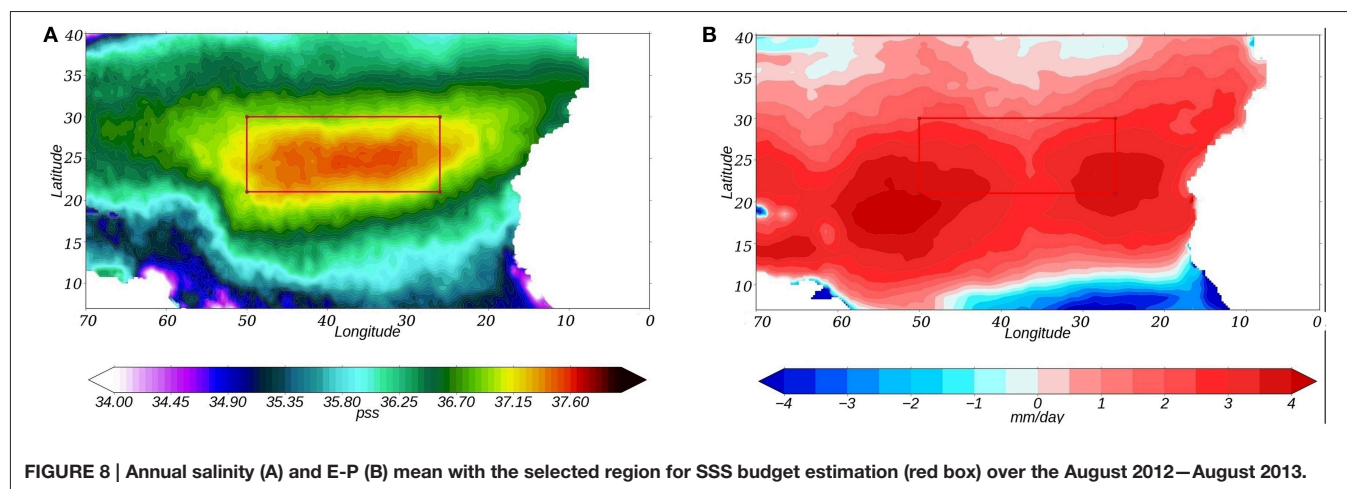 A
B
40
35
30
25
20
15
10
Latitude
70 60 50 40 30 20 10 0
Longitude
34.00 34.45 34.90 35.35 35.80 36.25 36.70 37.15 37.60
pss
40
35
30
25
20
15
10
Latitude
70 60 50 40 30 20 10 0
Longitude
−4 −3 −2 −1 0 1 2 3 4
mm/day
FIGURE 8 | Annual salinity (A) and E-P (B) mean with the selected region for SSS budget estimation (red box) over the August 2012—August 2013.